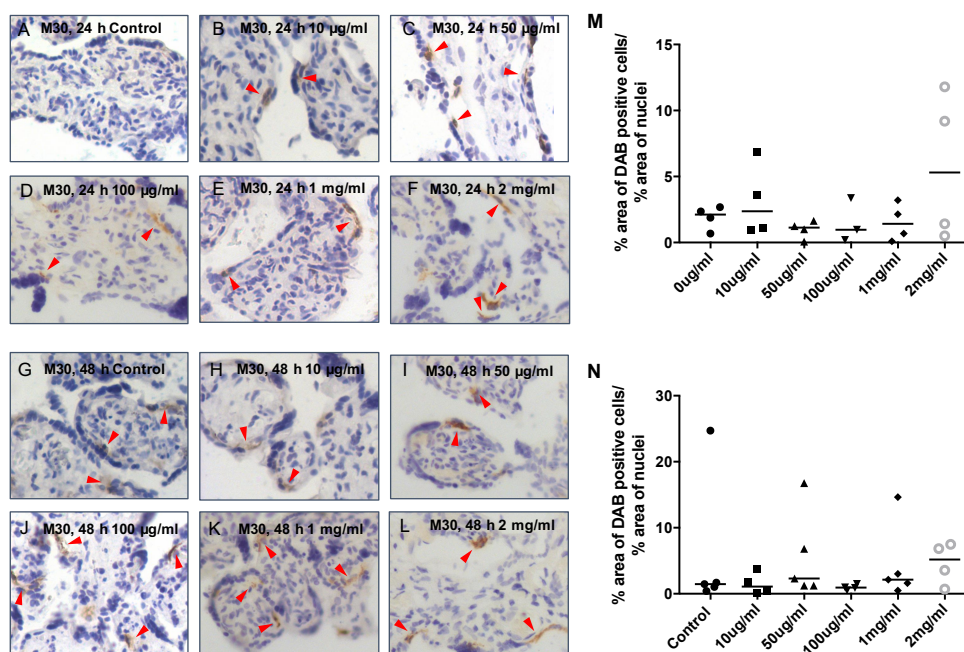 A M30, 24 h Control
B M30, 24 h 10 µg/ml
C M30, 24 h 50 µg/ml
D M30, 24 h 100 µg/ml
E M30, 24 h 1 mg/ml
F M30, 24 h 2 mg/ml
G M30, 48 h Control
H M30, 48 h 10 µg/ml
I M30, 48 h 50 µg/ml
J M30, 48 h 100 µg/ml
K M30, 48 h 1 mg/ml
L M30, 48 h 2 mg/ml
M
% area of DAB positive cells/
% area of nuclei
15
10
5
0
0ug/ml
10ug/ml
50ug/ml
100ug/ml
1mg/ml
2mg/ml
N
% area of DAB positive cells/
% area of nuclei
30
20
10
0
Control
10ug/ml
50ug/ml
100ug/ml
1mg/ml
2mg/ml